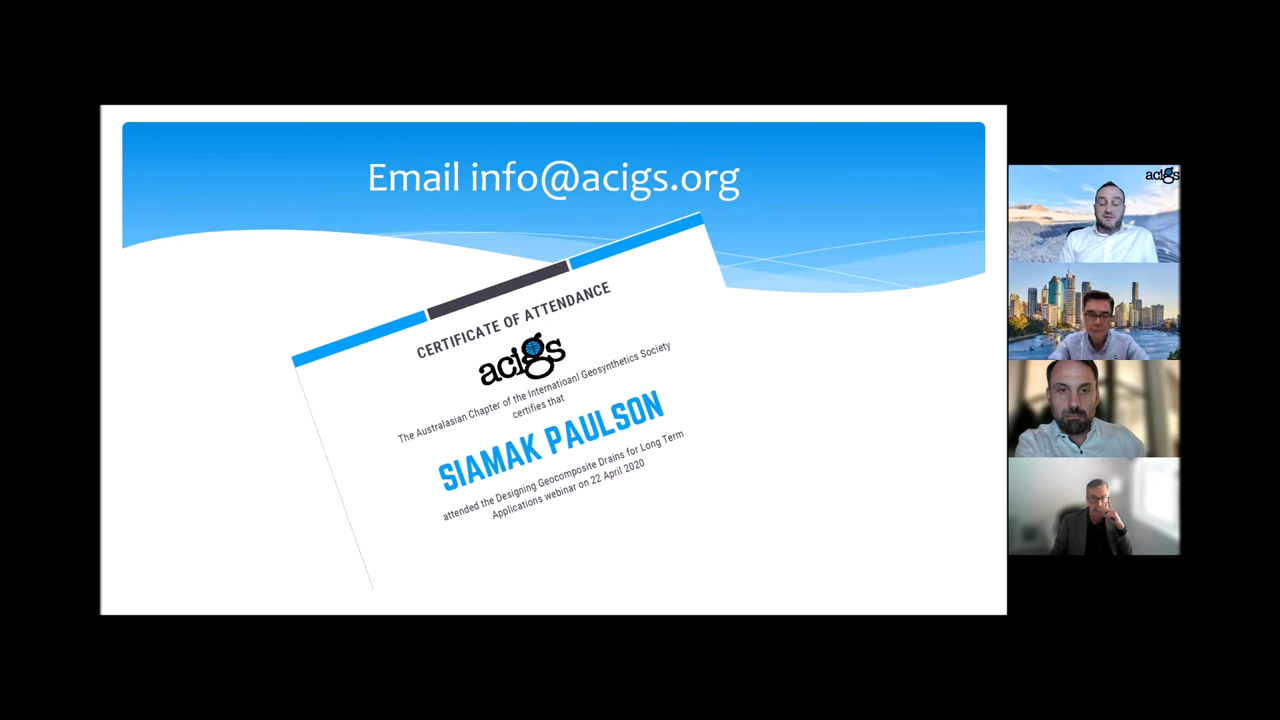 Email info@acigs.org
acigs
CERTIFICATE OF ATTENDANCE
acigs
The Australasian Chapter of the Internatioanl Geosynthetics Society
certifies that
SIAMAK PAULSON
attended the Designing Geocomposite Drains for Long Term
Applications webinar on 22 April 2020